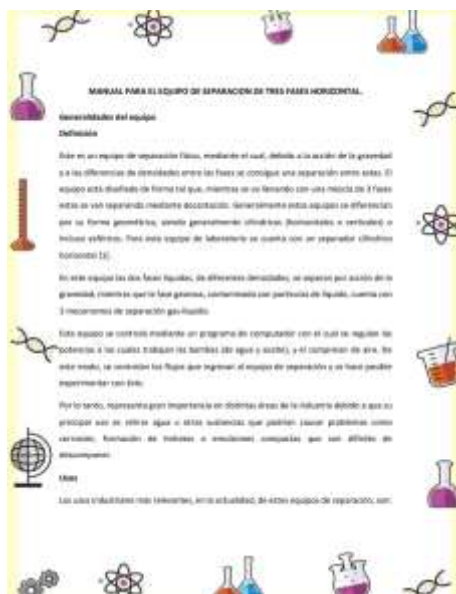 MANUAL PARA EL EQUIPO DE SEPARACION DE TRES FASES HORIZONTAL.
Generalidades del equipo
Definición
Este es un equipo de separación físico, mediante el cual, debido a la acción de la gravedad
y a las diferencias de densidades entre las fases se consigue una separación entre estas. El
equipo está diseñado de forma tal que, mientras se va llenando con una mezcla de 3 fases
estas se van separando mediante decantación. Generalmente estos equipos se diferencian
por su forma geométrica, siendo generalmente cilíndricos (horizontales o verticales) o
incluso esféricos. Para este equipo de laboratorio se cuenta con un separador cilíndrico
horizontal [1].
En este equipo las dos fases líquidas, de diferentes densidades, se separan por acción de la
gravedad, mientras que la fase gaseosa, contaminada por partículas de líquido, cuenta con
3 mecanismos de separación gas-líquido.
Este equipo se controla mediante un programa de computador con el cual se regulan las
potencias a las cuales trabajan las bombas (de agua y aceite), y el compresor de aire. De
este modo, se controlan los flujos que ingresan al equipo de separación y se hace posible
experimentar con éste.
Por lo tanto, representa gran importancia en distintas áreas de la industria debido a que su
principal uso es retirar agua u otras sustancias que podrían causar problemas como
corrosión, formación de hidratos o emulsiones compactas que son difíciles de
descomponer.
Usos
Los usos industriales más relevantes, en la actualidad, de estos equipos de separación, son: